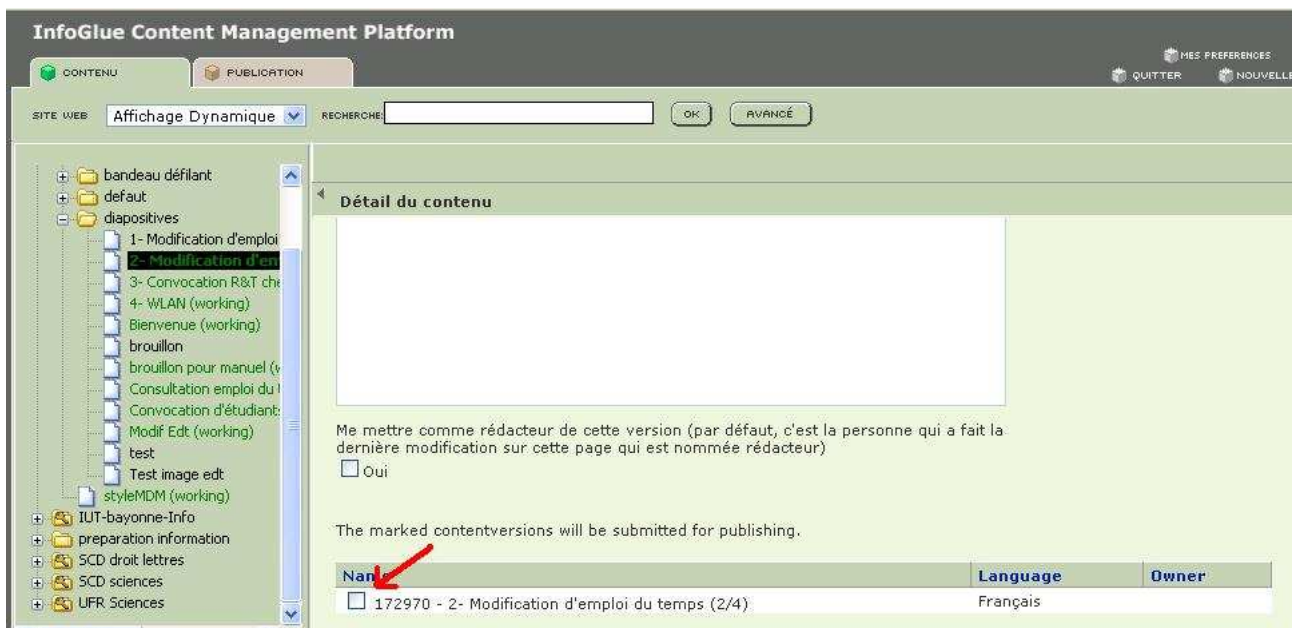 InfoGlue Content Management Platform
MES PREFERENCES
CONTENU
PUBLICATION
QUITTER
NOUVELLE
SITE WEB
Affichage Dynamique
RECHERCHE:
OK
AVANCÉ
bandeau défilant
defaut
diapositives
1- Modification d'emploi
2- Modification d'em
3- Convocation R&T che
4- WLAN (working)
Bienvenue (working)
brouillon
brouillon pour manuel (w
Consultation emploi du
Convocation d'étudiant
Modif Edt (working)
test
Test image edt
styleMDM (working)
IUT-bayonne-Info
preparation information
SCD droit lettres
SCD sciences
UFR Sciences
Détail du contenu
Me mettre comme rédacteur de cette version (par défaut, c'est la personne qui a fait la
dernière modification sur cette page qui est nommée rédacteur)
Oui
The marked contentversions will be submitted for publishing.
Name Language Owner
172970 - 2- Modification d'emploi du temps (2/4) Français